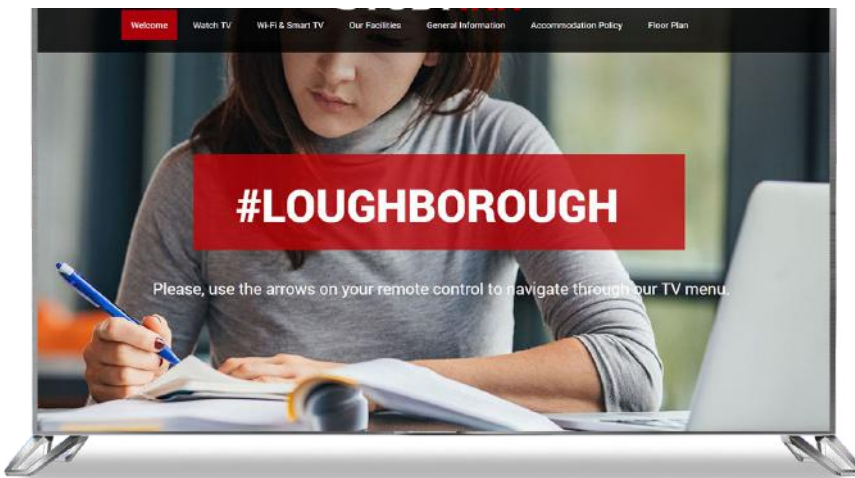 Welcome Watch TV Wi-Fi & Smart TV Our Facilities General Information Accommodation Policy Floor Plan
#LOUGHBOROUGH
Please, use the arrows on your remote control to navigate through our TV menu.